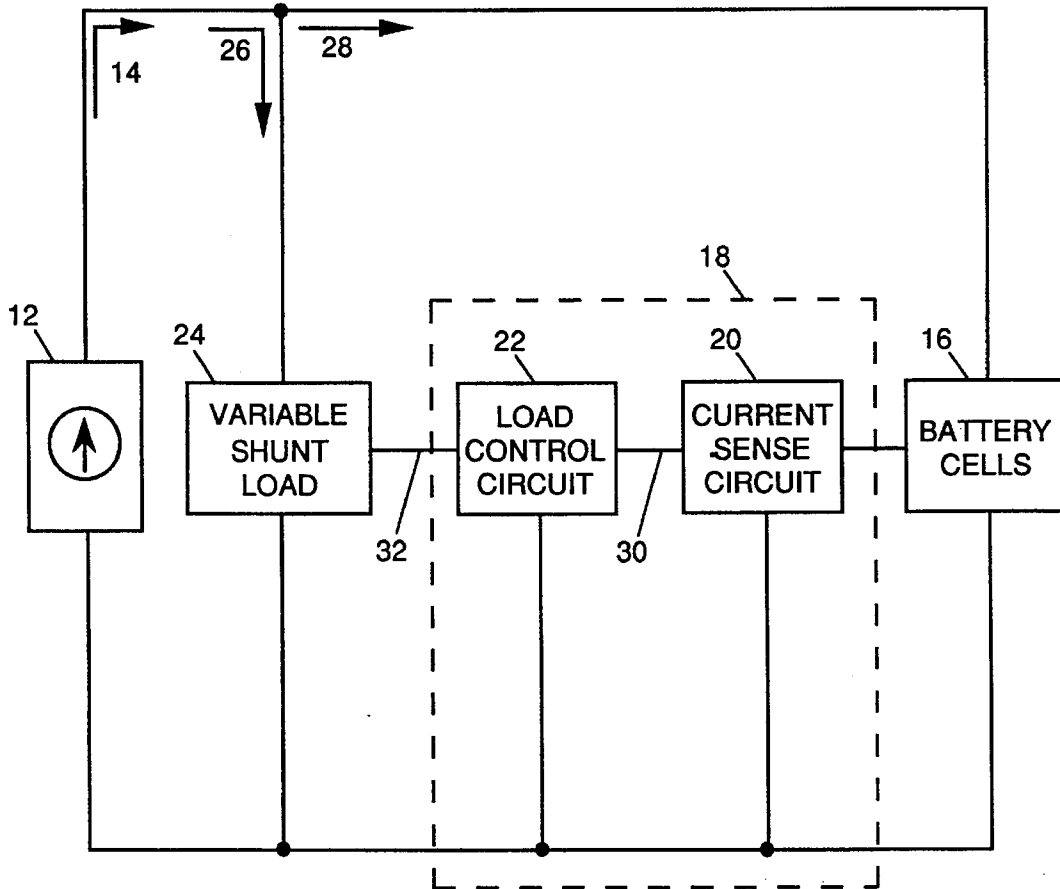 14
26
28
18
12
24
22
20
16
VARIABLE
SHUNT
LOAD
LOAD
CONTROL
CIRCUIT
CURRENT
SENSE
CIRCUIT
BATTERY
CELLS
32
30